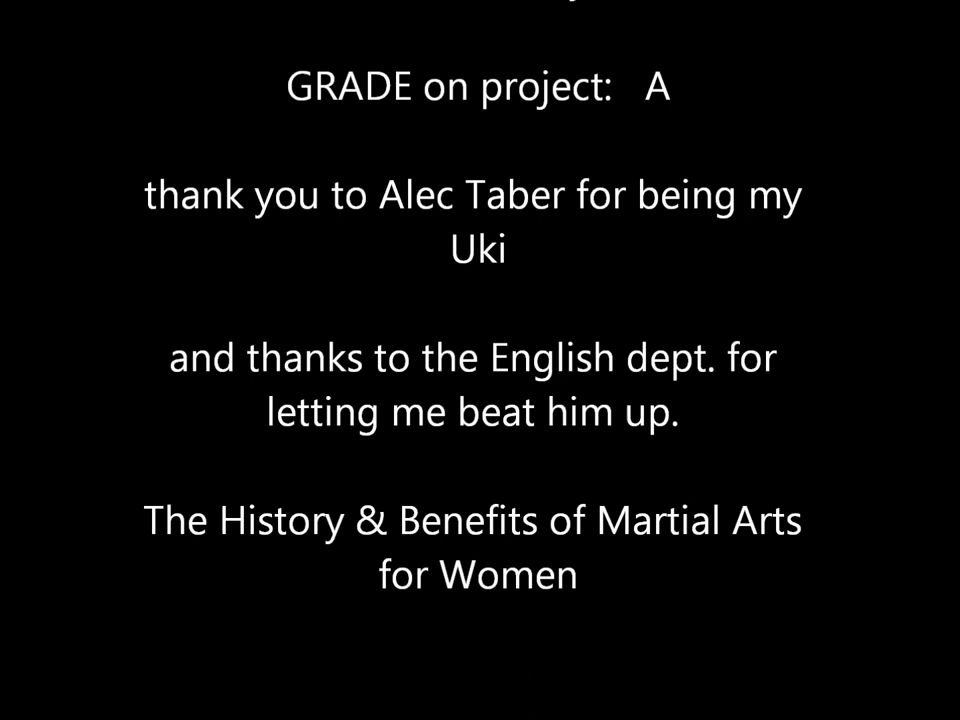 GRADE on project: A
thank you to Alec Taber for being my
Uki
and thanks to the English dept. for
letting me beat him up.
The History & Benefits of Martial Arts
for Women